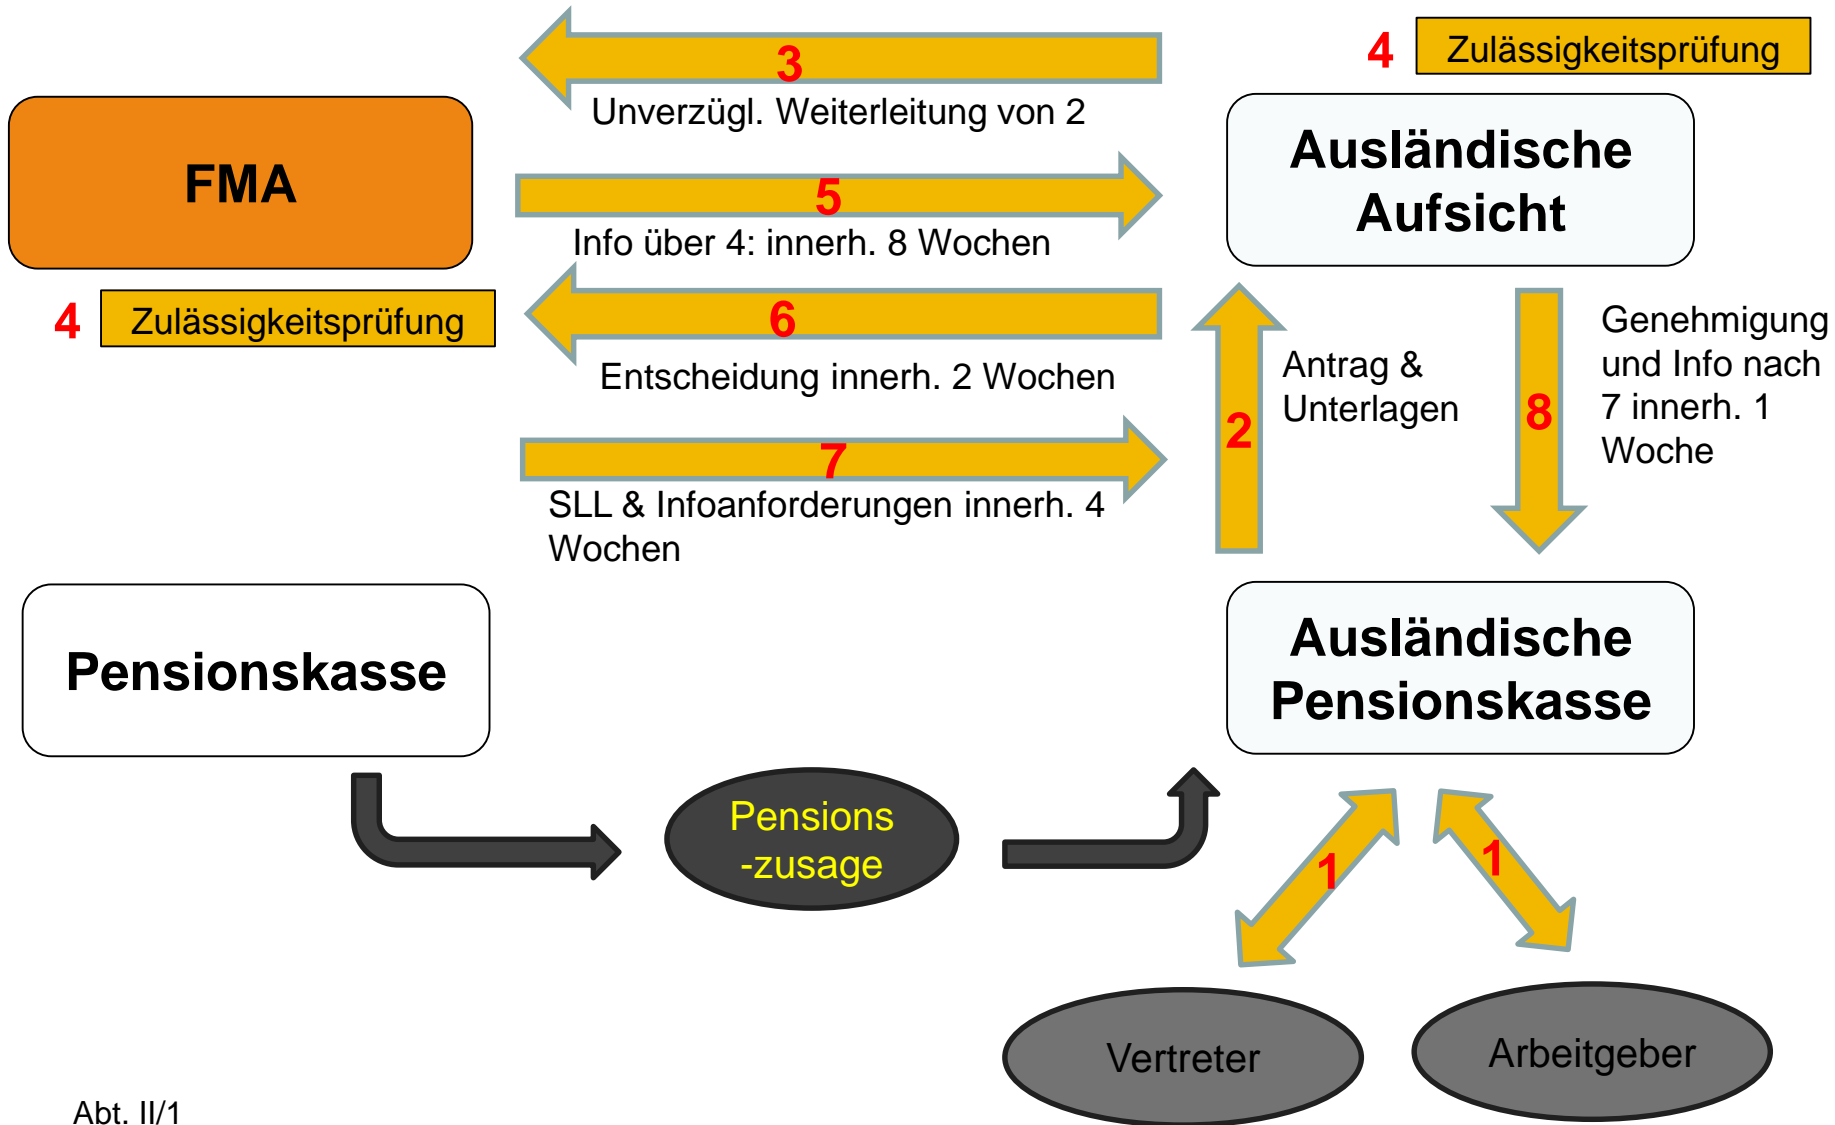 3
4
Zulässigkeitsprüfung
Unverzügl. Weiterleitung von 2
FMA
Ausländische
Aufsicht
5
Info über 4: innerh. 8 Wochen
4
Zulässigkeitsprüfung
6
Entscheidung innerh. 2 Wochen
2
Antrag &
Unterlagen
8
Genehmigung
und Info nach
7 innerh. 1
Woche
7
SLL & Infoanforderungen innerh. 4
Wochen
Pensionskasse
Ausländische
Pensionskasse
Pensions
-zusage
1
1
Vertreter
Arbeitgeber
Abt. II/1